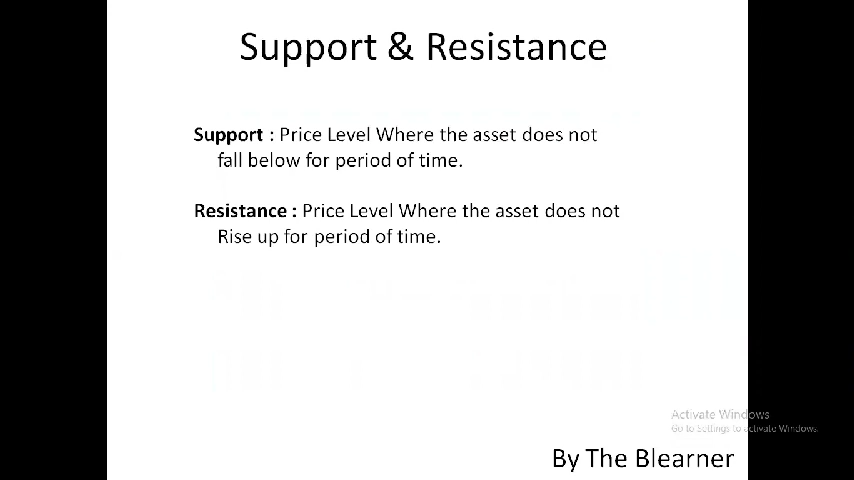 Support & Resistance
Support : Price Level Where the asset does not
fall below for period of time.
Resistance : Price Level Where the asset does not
Rise up for period of time.
Activate Windows
Go to Settings to activate Windows.
By The Blearner